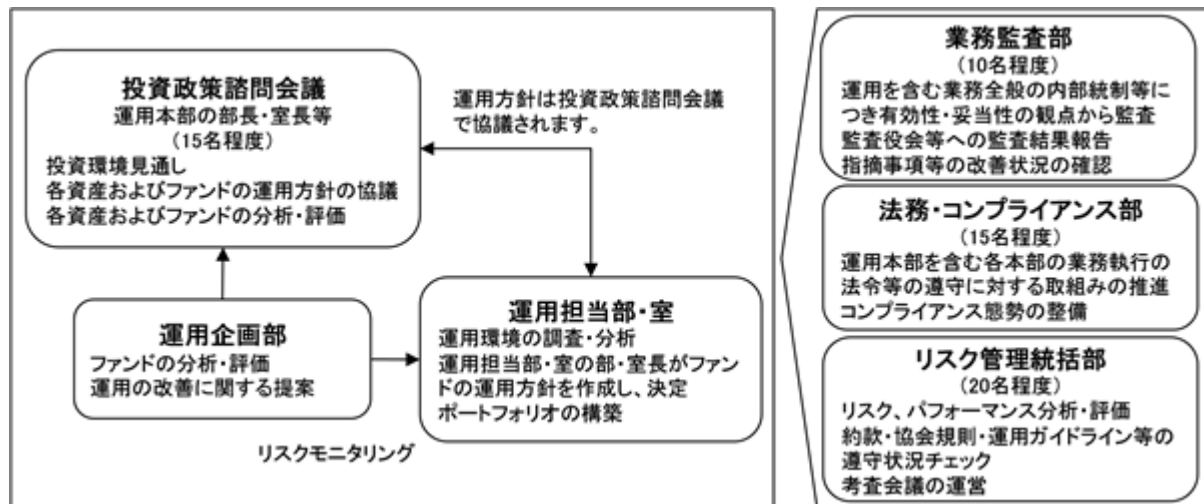 投資政策諮問会議
運用本部の部長・室長等
(15名程度)
投資環境見通し
各資産およびファンドの運用方針の協議
各資産およびファンドの分析・評価
運用方針は投資政策諮問会議
で協議されます。
運用企画部
ファンドの分析・評価
運用の改善に関する提案
運用担当部・室
運用環境の調査・分析
運用担当部・室の部・室長がファン
ドの運用方針を作成し、決定
ポートフォリオの構築
リスクモニタリング
業務監査部
(10名程度)
運用を含む業務全般の内部統制等に
つき有効性・妥当性の観点から監査
監査役会等への監査結果報告
指摘事項等の改善状況の確認
法務・コンプライアンス部
(15名程度)
運用本部を含む各本部の業務執行の
法令等の遵守に対する取組みの推進
コンプライアンス態勢の整備
リスク管理統括部
(20名程度)
リスク、パフォーマンス分析・評価
約款・協会規則・運用ガイドライン等の
遵守状況チェック
考査会議の運営